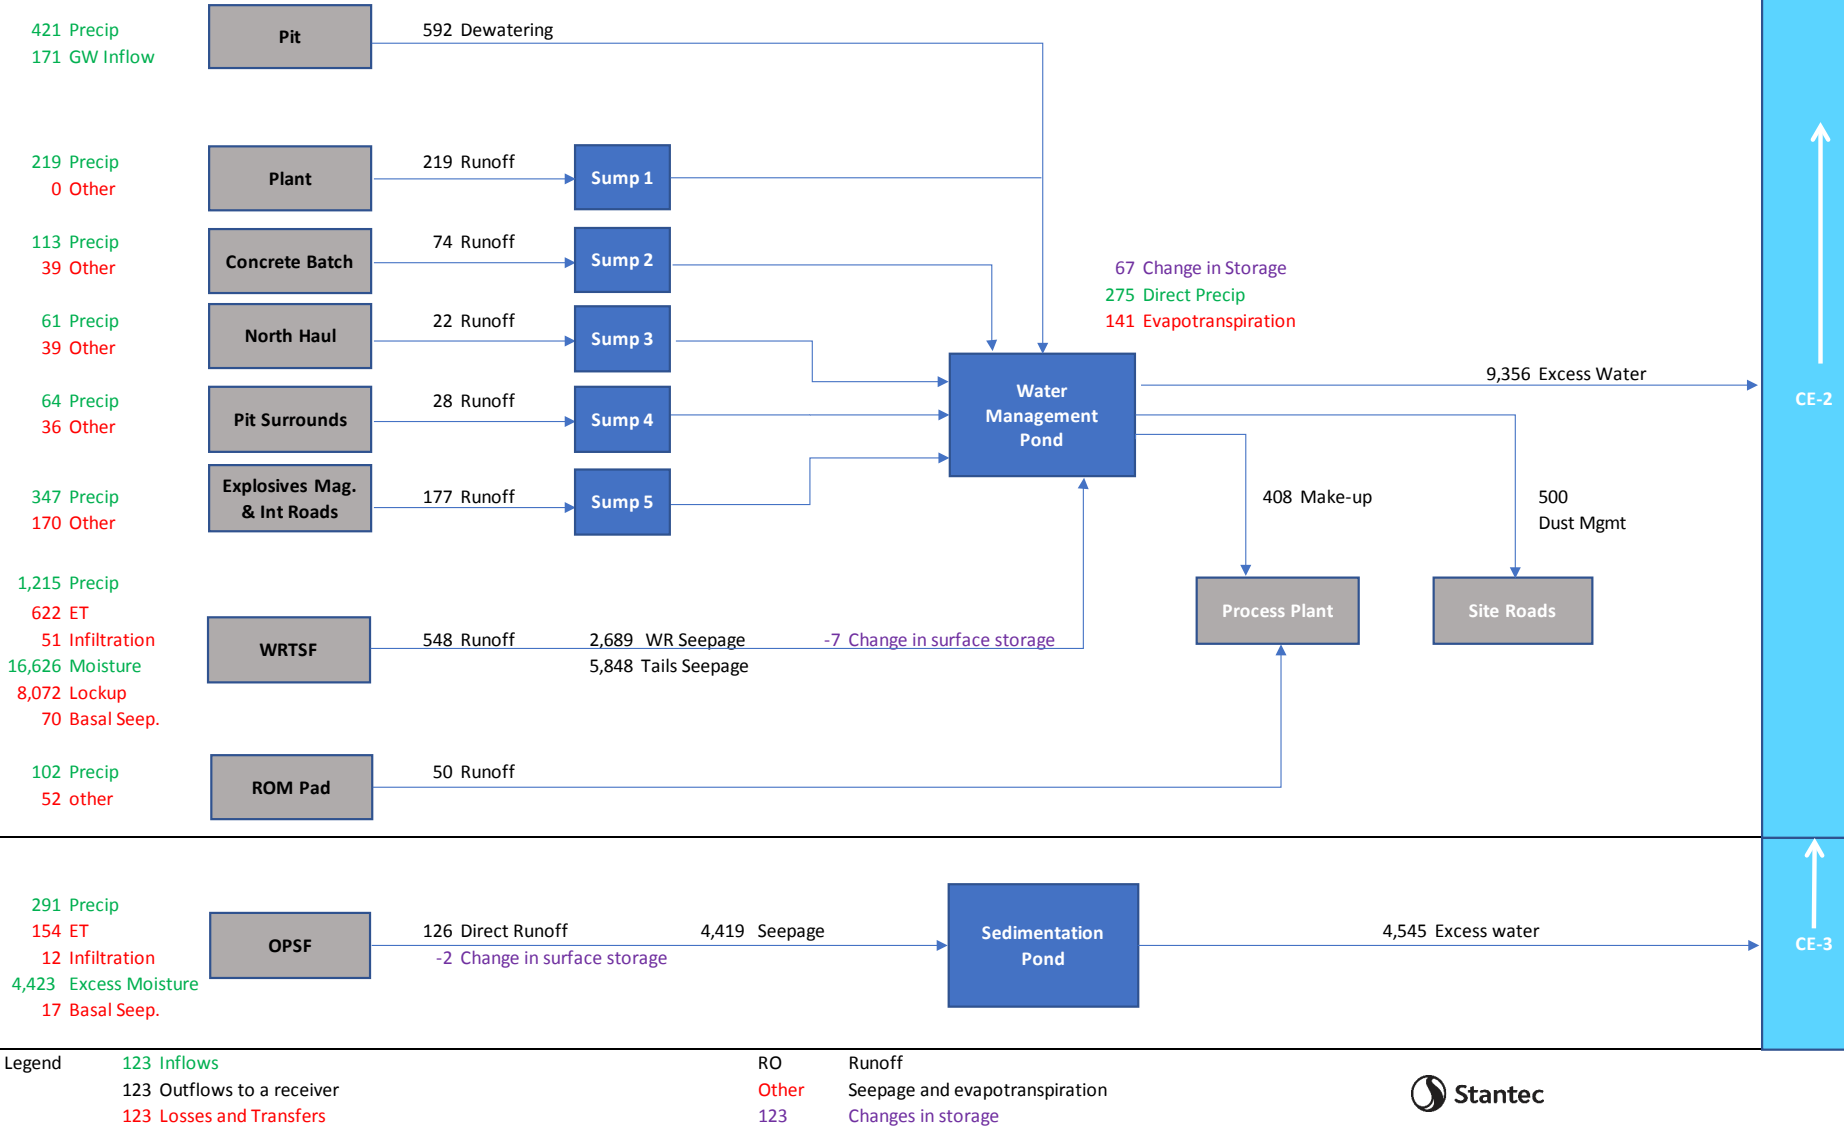 421 Precip
171 GW Inflow
Pit
592 Dewatering
219 Precip
0 Other
Plant
219 Runoff
Sump 1
113 Precip
39 Other
Concrete Batch
74 Runoff
Sump 2
67 Change in Storage
275 Direct Precip
141 Evapotranspiration
61 Precip
39 Other
North Haul
22 Runoff
Sump 3
64 Precip
36 Other
Pit Surrounds
28 Runoff
Sump 4
Water
Management
Pond
9,356 Excess Water
CE-2
347 Precip
170 Other
Explosives Mag.
& Int Roads
177 Runoff
Sump 5
408 Make-up
500
Dust Mgmt
Process Plant
Site Roads
1,215 Precip
622 ET
51 Infiltration
16,626 Moisture
8,072 Lockup
70 Basal Seep.
WRTSF
548 Runoff
2,689 WR Seepage
5,848 Tails Seepage
-7 Change in surface storage
102 Precip
52 other
ROM Pad
50 Runoff
291 Precip
154 ET
12 Infiltration
4,423 Excess Moisture
17 Basal Seep.
OPSF
126 Direct Runoff
-2 Change in surface storage
4,419 Seepage
Sedimentation
Pond
4,545 Excess water
CE-3
Legend
123 Inflows
123 Outflows to a receiver
123 Losses and Transfers
RO Runoff
Other Seepage and evapotranspiration
123 Changes in storage
Stantec